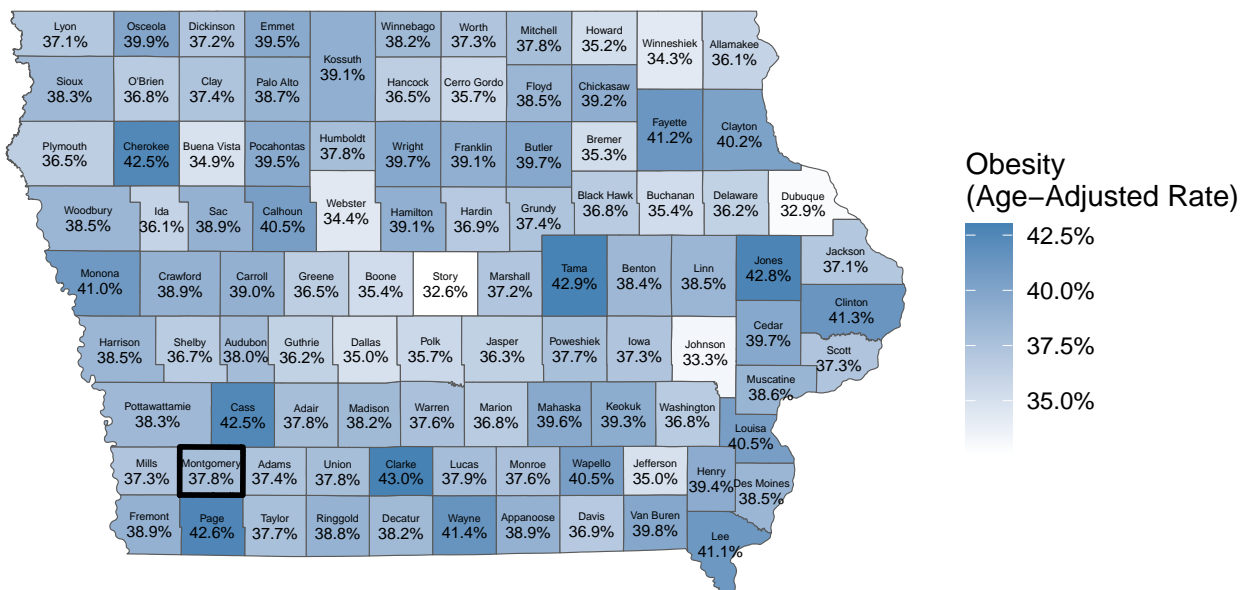 Lyon
37.1%
Osceola
39.9%
Dickinson
37.2%
Emmet
39.5%
Kossuth
39.1%
Winnebago
38.2%
Worth
37.3%
Mitchell
37.8%
Howard
35.2%
Winneshiek
34.3%
Allamakee
36.1%
Sioux
38.3%
O'Brien
36.8%
Clay
37.4%
Palo Alto
38.7%
Hancock
36.5%
Cerro Gordo
35.7%
Floyd
38.5%
Chickasaw
39.2%
Fayette
41.2%
Clayton
40.2%
Plymouth
36.5%
Cherokee
42.5%
Buena Vista
34.9%
Pocahontas
39.5%
Humboldt
37.8%
Wright
39.7%
Franklin
39.1%
Butler
39.7%
Bremer
35.3%
Woodbury
38.5%
Ida
36.1%
Sac
38.9%
Calhoun
40.5%
Webster
34.4%
Hamilton
39.1%
Hardin
36.9%
Grundy
37.4%
Black Hawk
36.8%
Buchanan
35.4%
Delaware
36.2%
Dubuque
32.9%
Monona
41.0%
Crawford
38.9%
Carroll
39.0%
Greene
36.5%
Boone
35.4%
Story
32.6%
Marshall
37.2%
Tama
42.9%
Benton
38.4%
Linn
38.5%
Jones
42.8%
Jackson
37.1%
Clinton
41.3%
Harrison
38.5%
Shelby
36.7%
Audubon
38.0%
Guthrie
36.2%
Dallas
35.0%
Polk
35.7%
Jasper
36.3%
Poweshiek
37.7%
Iowa
37.3%
Johnson
33.3%
Cedar
39.7%
Scott
37.3%
Muscatine
38.6%
Pottawattamie
38.3%
Cass
42.5%
Adair
37.8%
Madison
38.2%
Warren
37.6%
Marion
36.8%
Mahaska
39.6%
Keokuk
39.3%
Washington
36.8%
Louisa
40.5%
Mills
37.3%
Montgomery
37.8%
Adams
37.4%
Union
37.8%
Clarke
43.0%
Lucas
37.9%
Monroe
37.6%
Wapello
40.5%
Jefferson
35.0%
Henry
39.4%
Des Moines
38.5%
Fremont
38.9%
Page
42.6%
Taylor
37.7%
Ringgold
38.8%
Decatur
38.2%
Wayne
41.4%
Appanoose
38.9%
Davis
36.9%
Van Buren
39.8%
Lee
41.1%
Obesity
(Age−Adjusted Rate)
42.5%
40.0%
37.5%
35.0%